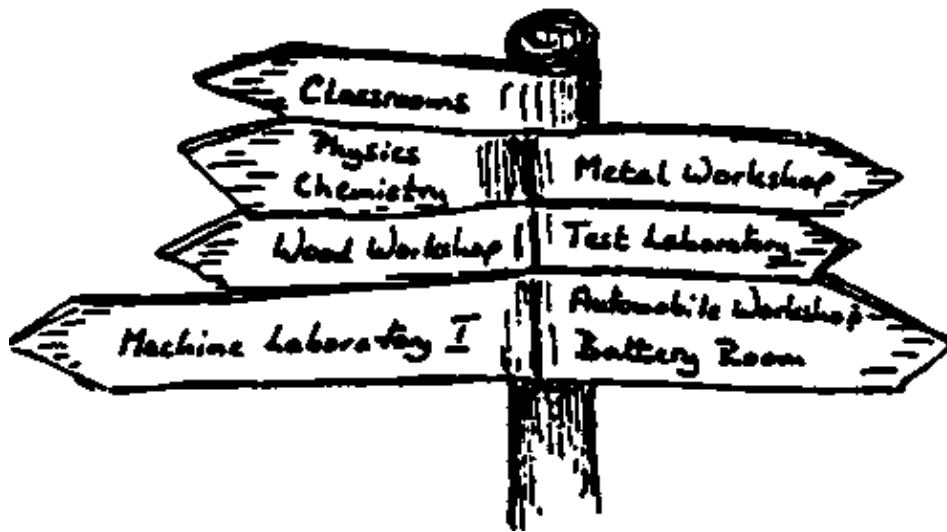 Classrooms
Physics
Chemistry
Metal Workshop
Wood Workshop
Test Laboratory
Machine Laboratory I
Automobile Workshop
Battery Room